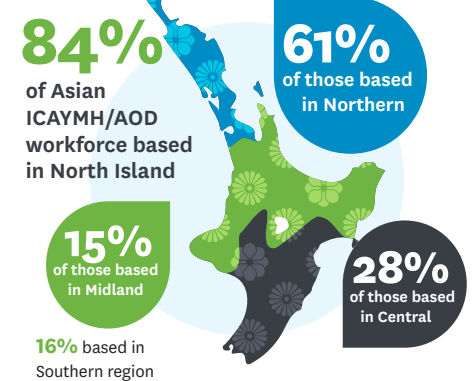 84%
of Asian
ICAYMH/AOD
workforce based
in North Island
61%
of those based
in Northern
15%
of those based
in Midland
28%
of those based
in Central
16% based in
Southern region